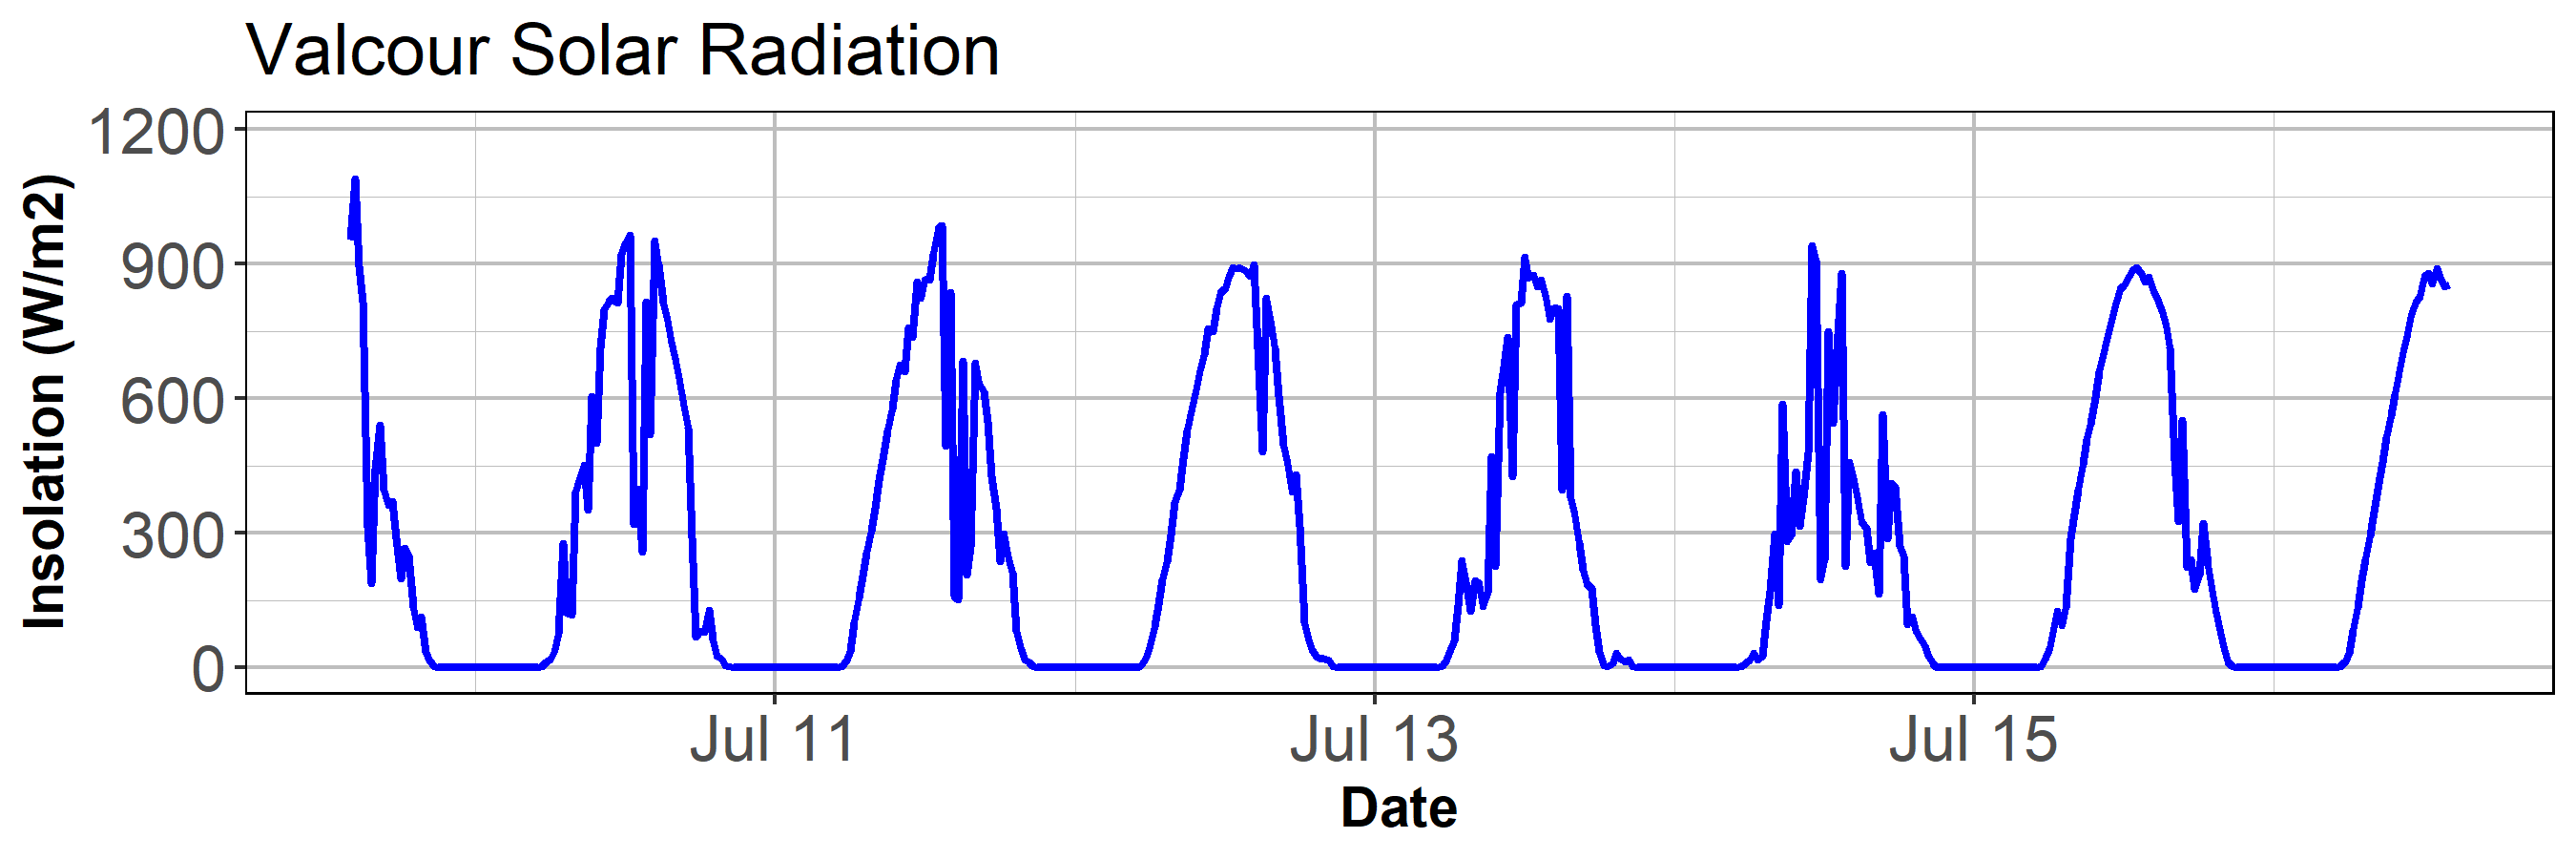 Valcour Solar Radiation
1200
900
600
300
0
Insolation (W/m2)
Jul 11
Jul 13
Jul 15
Date